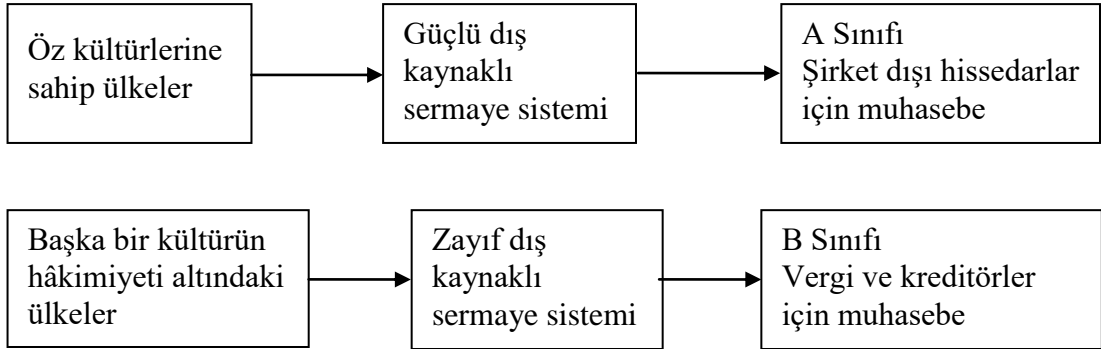 Öz kültürlerine
sahip ülkeler
Güçlü dış
kaynaklı
sermaye sistemi
A Sınıfı
Şirket dışı hissedarlar
için muhasebe
Başka bir kültürün
hâkimiyeti altındaki
ülkeler
Zayıf dış
kaynaklı
sermaye sistemi
B Sınıfı
Vergi ve kreditörler
için muhasebe